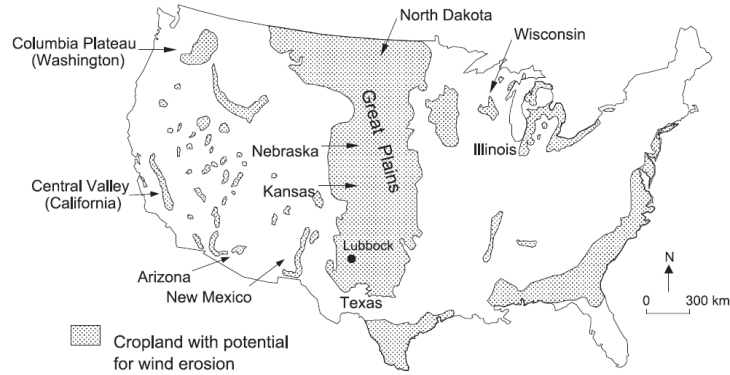 North Dakota
Columbia Plateau
(Washington)
Wisconsin
Great Plains
Nebraska
Illinois
Kansas
Central Valley
(California)
Lubbock
Arizona
New Mexico
Texas
N
0 300 km
Cropland with potential
for wind erosion